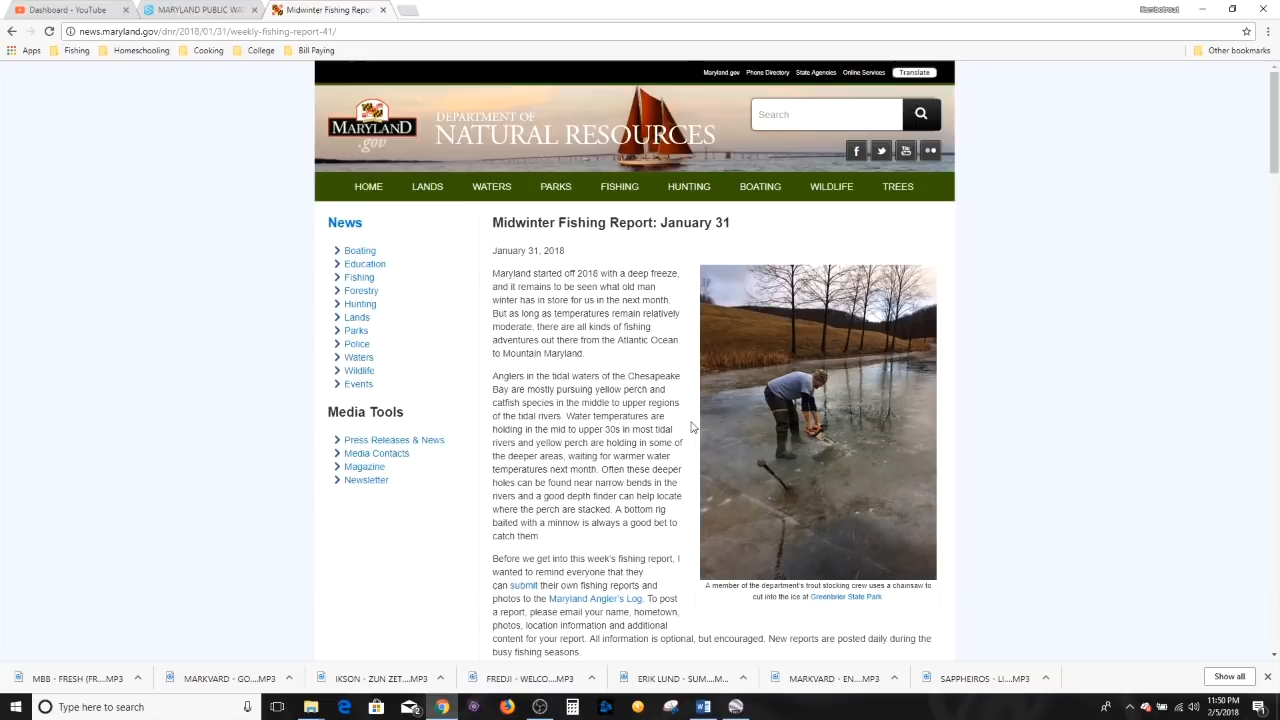 Dashboard - YouTube
MARYLAND PUBLIC WAT
Midwinter Fishing Repor
news.maryland.gov/dnr/2018/01/31/weekly-fishing-report-41/
Apps Fishing Homeschooling Cooking College Bill Paying Other bookmarks
Maryland.gov Phone Directory State Agencies Online Services Translate
MARYLAND
.gov
DEPARTMENT OF
NATURAL RESOURCES
Search
HOME LANDS WATERS PARKS FISHING HUNTING BOATING WILDLIFE TREES
News
Boating
Education
Fishing
Forestry
Hunting
Lands
Parks
Police
Waters
Wildlife
Events
Media Tools
Press Releases & News
Media Contacts
Magazine
Newsletter
Midwinter Fishing Report: January 31
January 31, 2018
Maryland started off 2018 with a deep freeze,
and it remains to be seen what old man
winter has in store for us in the next month.
But as long as temperatures remain relatively
moderate, there are all kinds of fishing
adventures out there from the Atlantic Ocean
to Mountain Maryland.
Anglers in the tidal waters of the Chesapeake
Bay are mostly pursuing yellow perch and
catfish species in the middle to upper regions
of the tidal rivers. Water temperatures are
holding in the mid to upper 30s in most tidal
rivers and yellow perch are holding in some of
the deeper areas, waiting for warmer water
temperatures next month. Often these deeper
holes can be found near narrow bends in the
rivers and a good depth finder can help locate
where the perch are stacked. A bottom rig
baited with a minnow is always a good bet to
catch them.
A member of the department's trout stocking crew uses a chainsaw to
cut into the ice at Greenbrier State Park
Before we get into this week's fishing report, I
wanted to remind everyone that they
can submit their own fishing reports and
photos to the Maryland Angler's Log. To post
a report, please email your name, hometown,
photos, location information and additional
content for your report. All information is optional, but encouraged. New reports are posted daily during the
busy fishing seasons.
MBB - FREDJI (FR....MP3
MARKVARD - GO....MP3
IKSON - ZUN ZET....MP3
FREDJI - WELCO....MP3
ERIK LUND - SUM....M...
MARKVARD - EN....MP3
SAPPHEIROS - LI....MP3
Show all
Type here to search
11:50 PM
2/5/2018